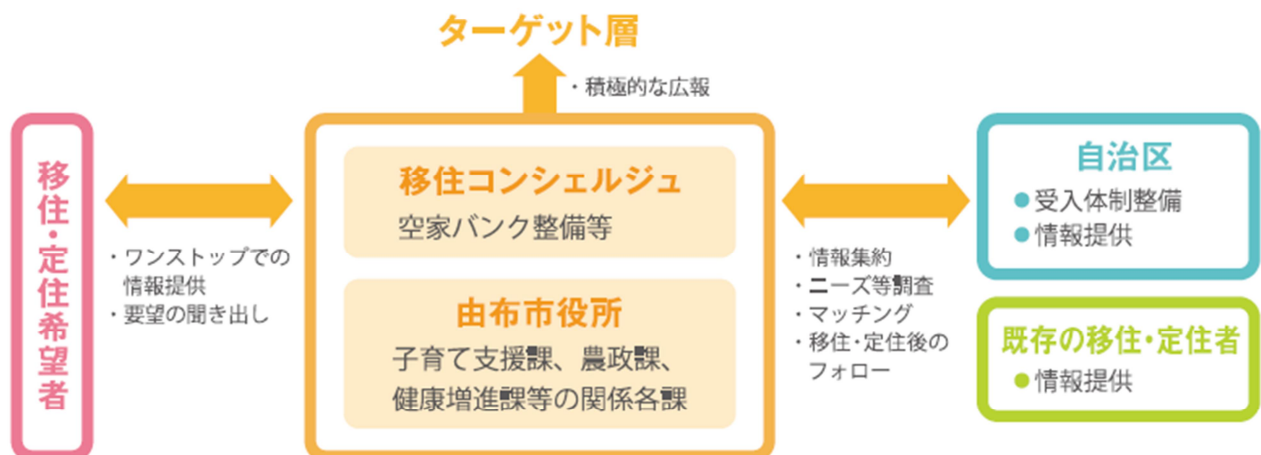 ターゲット層
・積極的な広報
移住・定住希望者
・ワンストップでの
情報提供
・要望の聞き出し
移住コンシェルジュ
空家バンク整備等
由布市役所
子育て支援課、農政課、
健康増進課等の関係各課
・情報集約
・ニーズ等調査
・マッチング
・移住・定住後の
フォロー
自治区
●受入体制整備
●情報提供
既存の移住・定住者
●情報提供